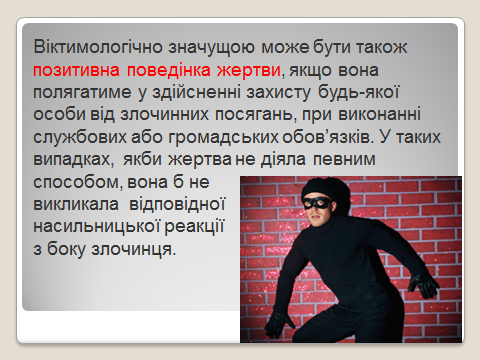 Віктимологічно значущою може бути також
позитивна поведінка жертви, якщо вона
полягатиме у здійсненні захисту будь-якої
особи від злочинних посягань, при виконанні
службових або громадських обов’язків. У таких
випадках, якби жертва не діяла певним
способом, вона б не
викликала відповідної
насильницької реакції
з боку злочинця.